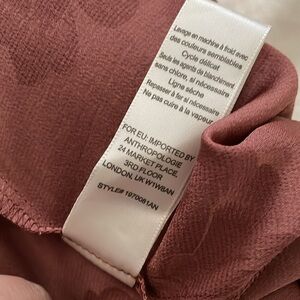 Lavage en machine à froid avec
des couleurs semblables
Cycle délicat
Seuls les agents de blanchiment
sans chlore, si nécessaire
Ligne sèche
Repasser à fer si nécessaire
Ne pas cuire à la vapeur
FOR EU: IMPORTED BY
ANTHROPOLOGIE
24 MARKET PLACE,
3RD FLOOR
LONDON, UK W1W8AN
STYLE# 1970081AN